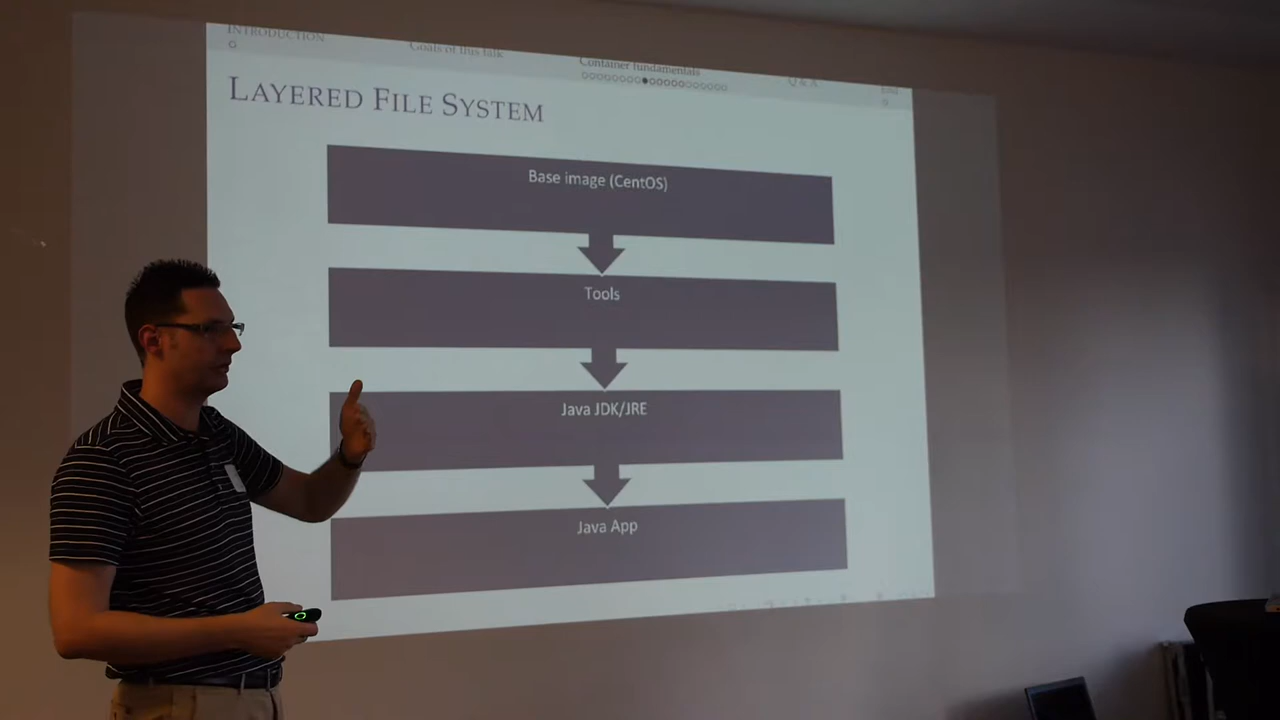 INTRODUCTION
Goals of this talk
Container fundamentals
Q & A
End
LAYERED FILE SYSTEM
Base image (CentOS)
Tools
Java JDK/JRE
Java App